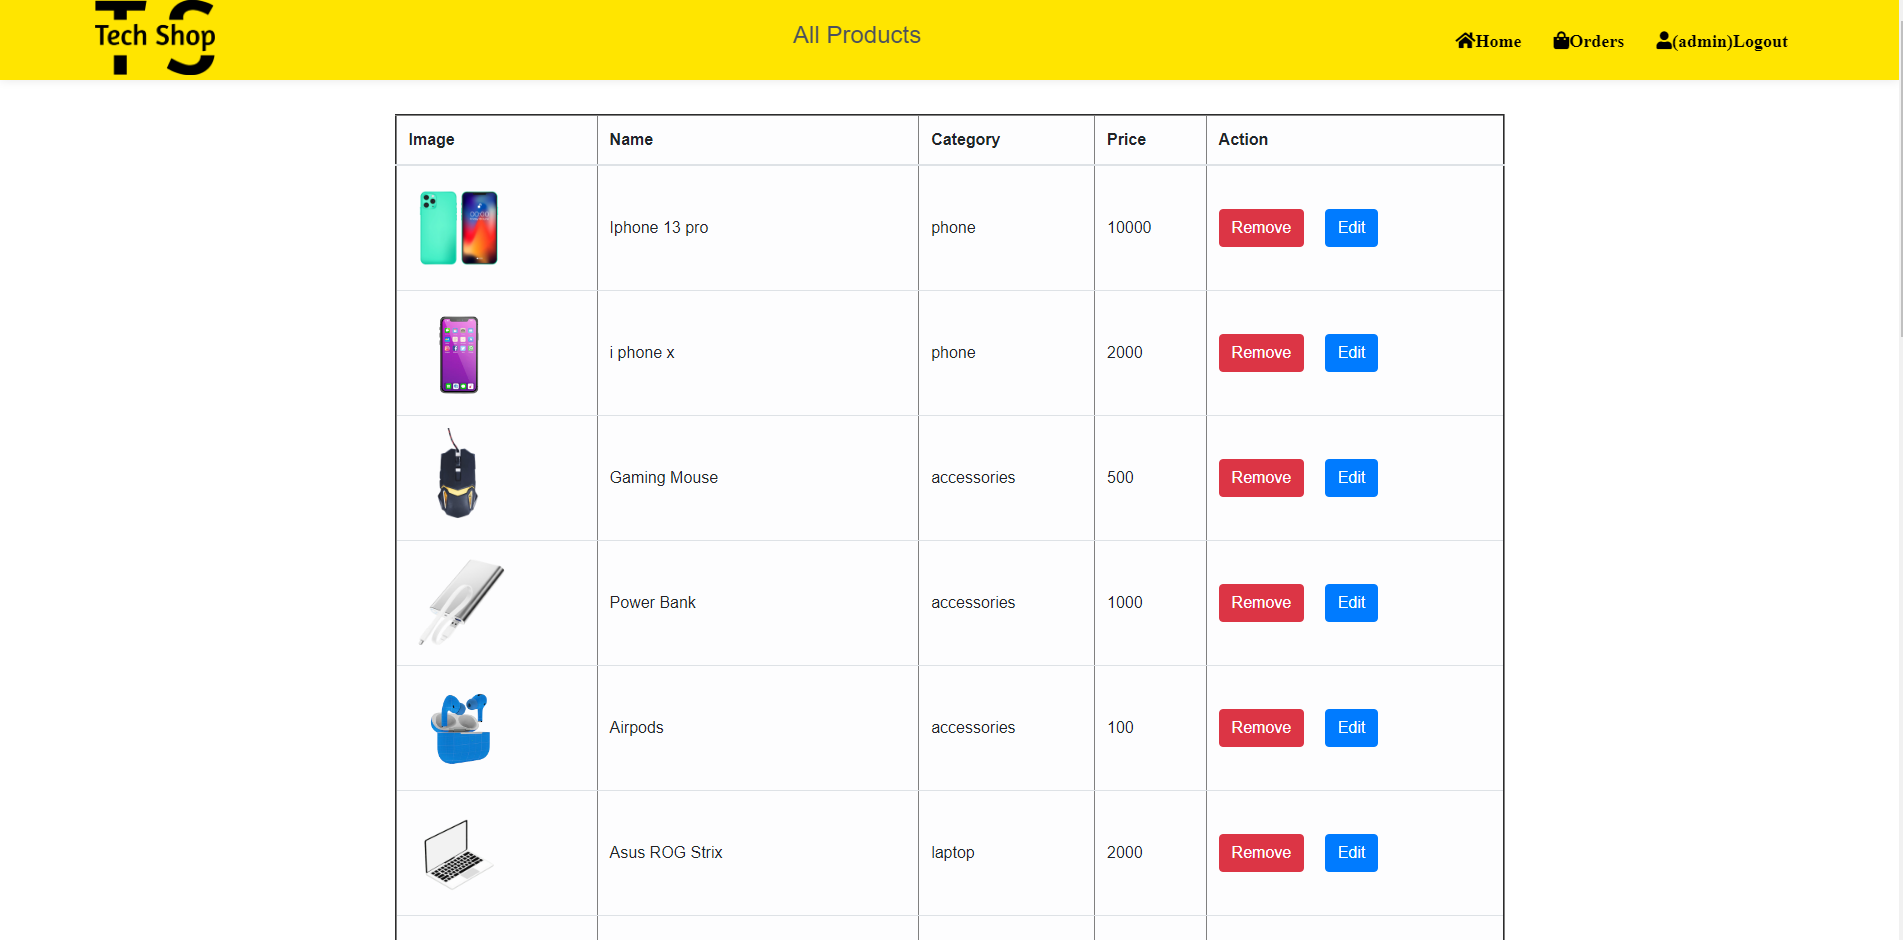 TS
Tech Shop
All Products
Home Orders (admin)Logout
Image Name Category Price Action
Iphone 13 pro phone 10000 Remove Edit
i phone x phone 2000 Remove Edit
Gaming Mouse accessories 500 Remove Edit
Power Bank accessories 1000 Remove Edit
Airpods accessories 100 Remove Edit
Asus ROG Strix laptop 2000 Remove Edit